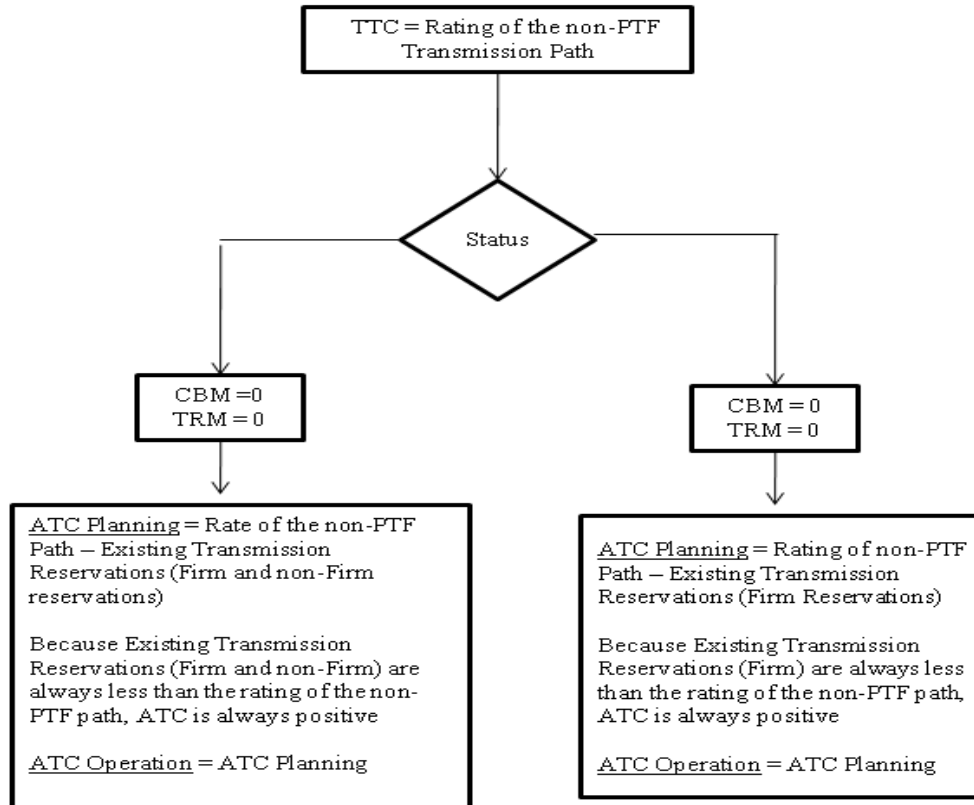 TTC = Rating of the non-PTF
Transmission Path
Status
CBM =0
TRM = 0
CBM = 0
TRM = 0
ATC Planning = Rate of the non-PTF
Path – Existing Transmission
Reservations (Firm and non-Firm
reservations)
Because Existing Transmission
Reservations (Firm and non-Firm) are
always less than the rating of the non-
PTF path, ATC is always positive
ATC Operation = ATC Planning
ATC Planning = Rating of non-PTF
Path – Existing Transmission
Reservations (Firm Reservations)
Because Existing Transmission
Reservations (Firm) are always less
than the rating of the non-PTF path,
ATC is always positive
ATC Operation = ATC Planning